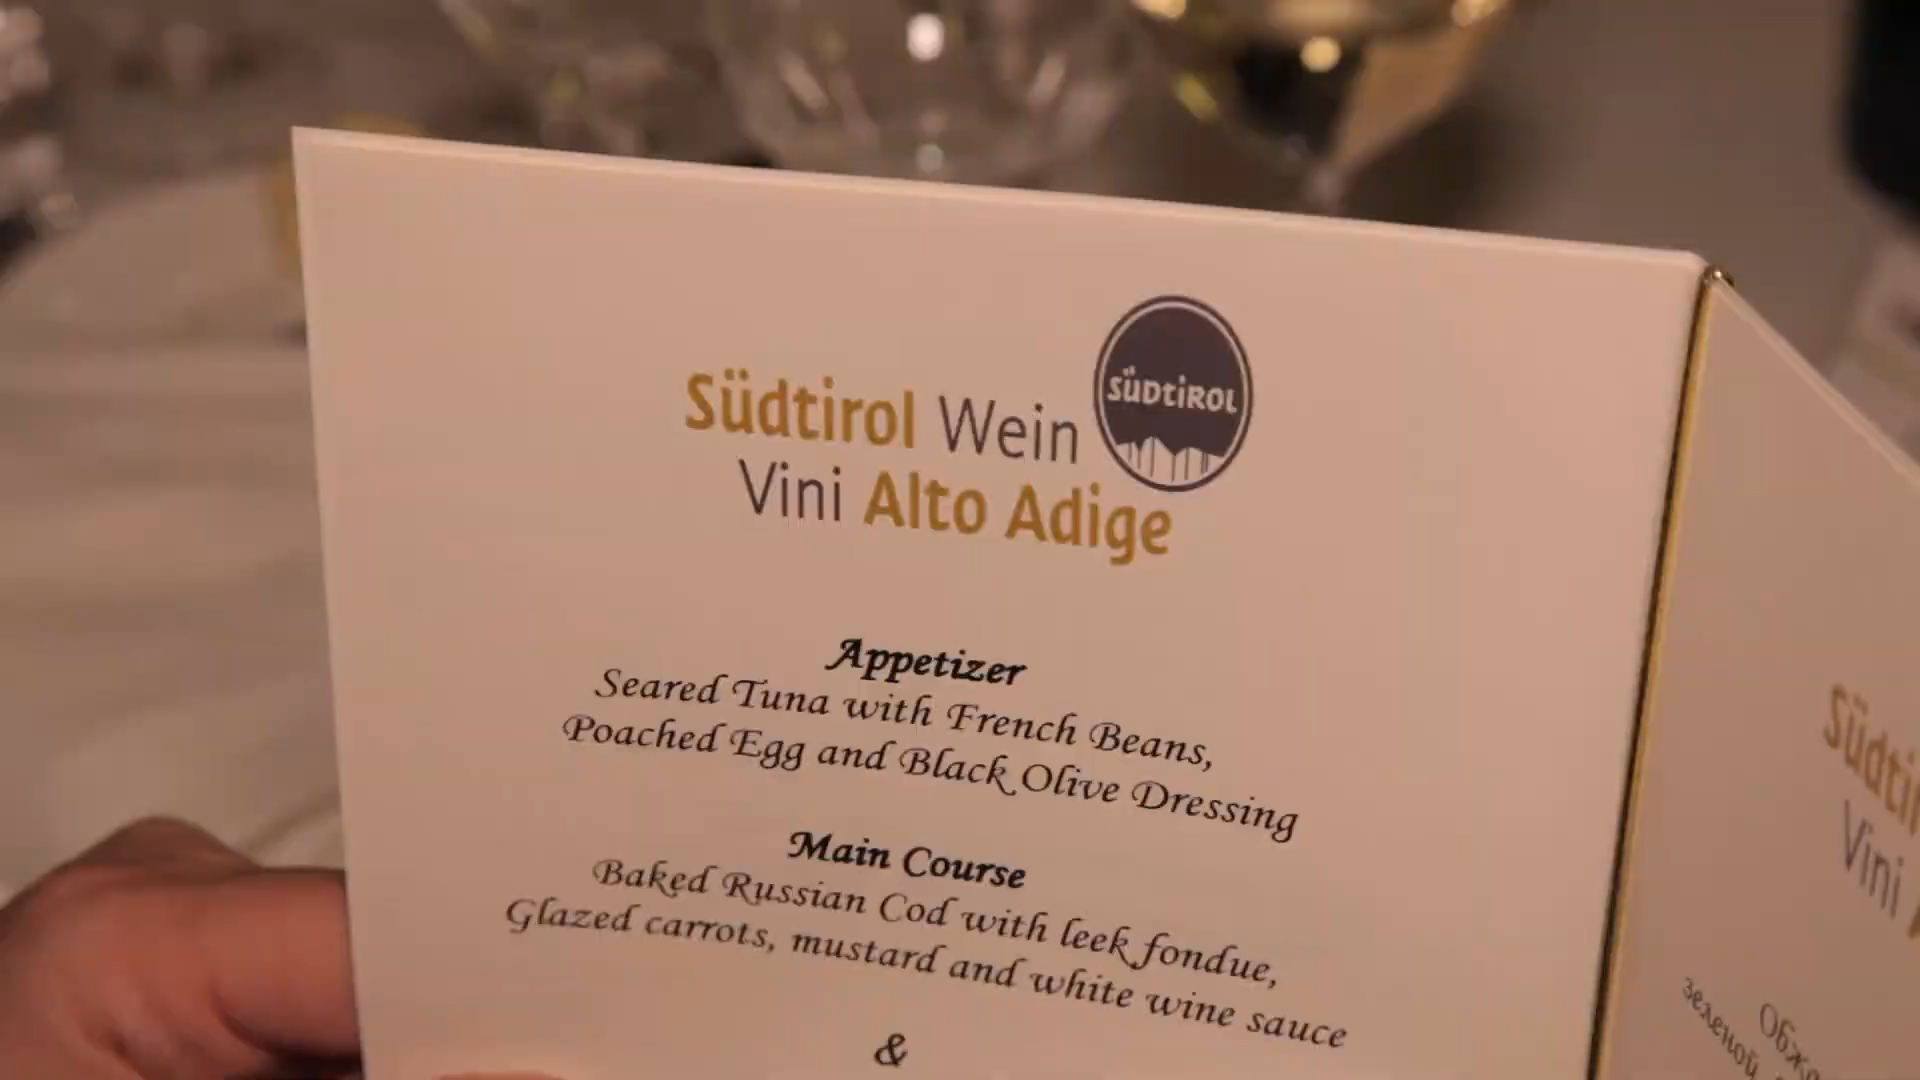 SÜDTIROL
Südtirol Wein
Vini Alto Adige
Appetizer
Seared Tuna with French Beans,
Poached Egg and Black Olive Dressing
Main Course
Baked Russian Cod with leek fondue,
Glazed carrots, mustard and white wine sauce
&
Vini
зеленой